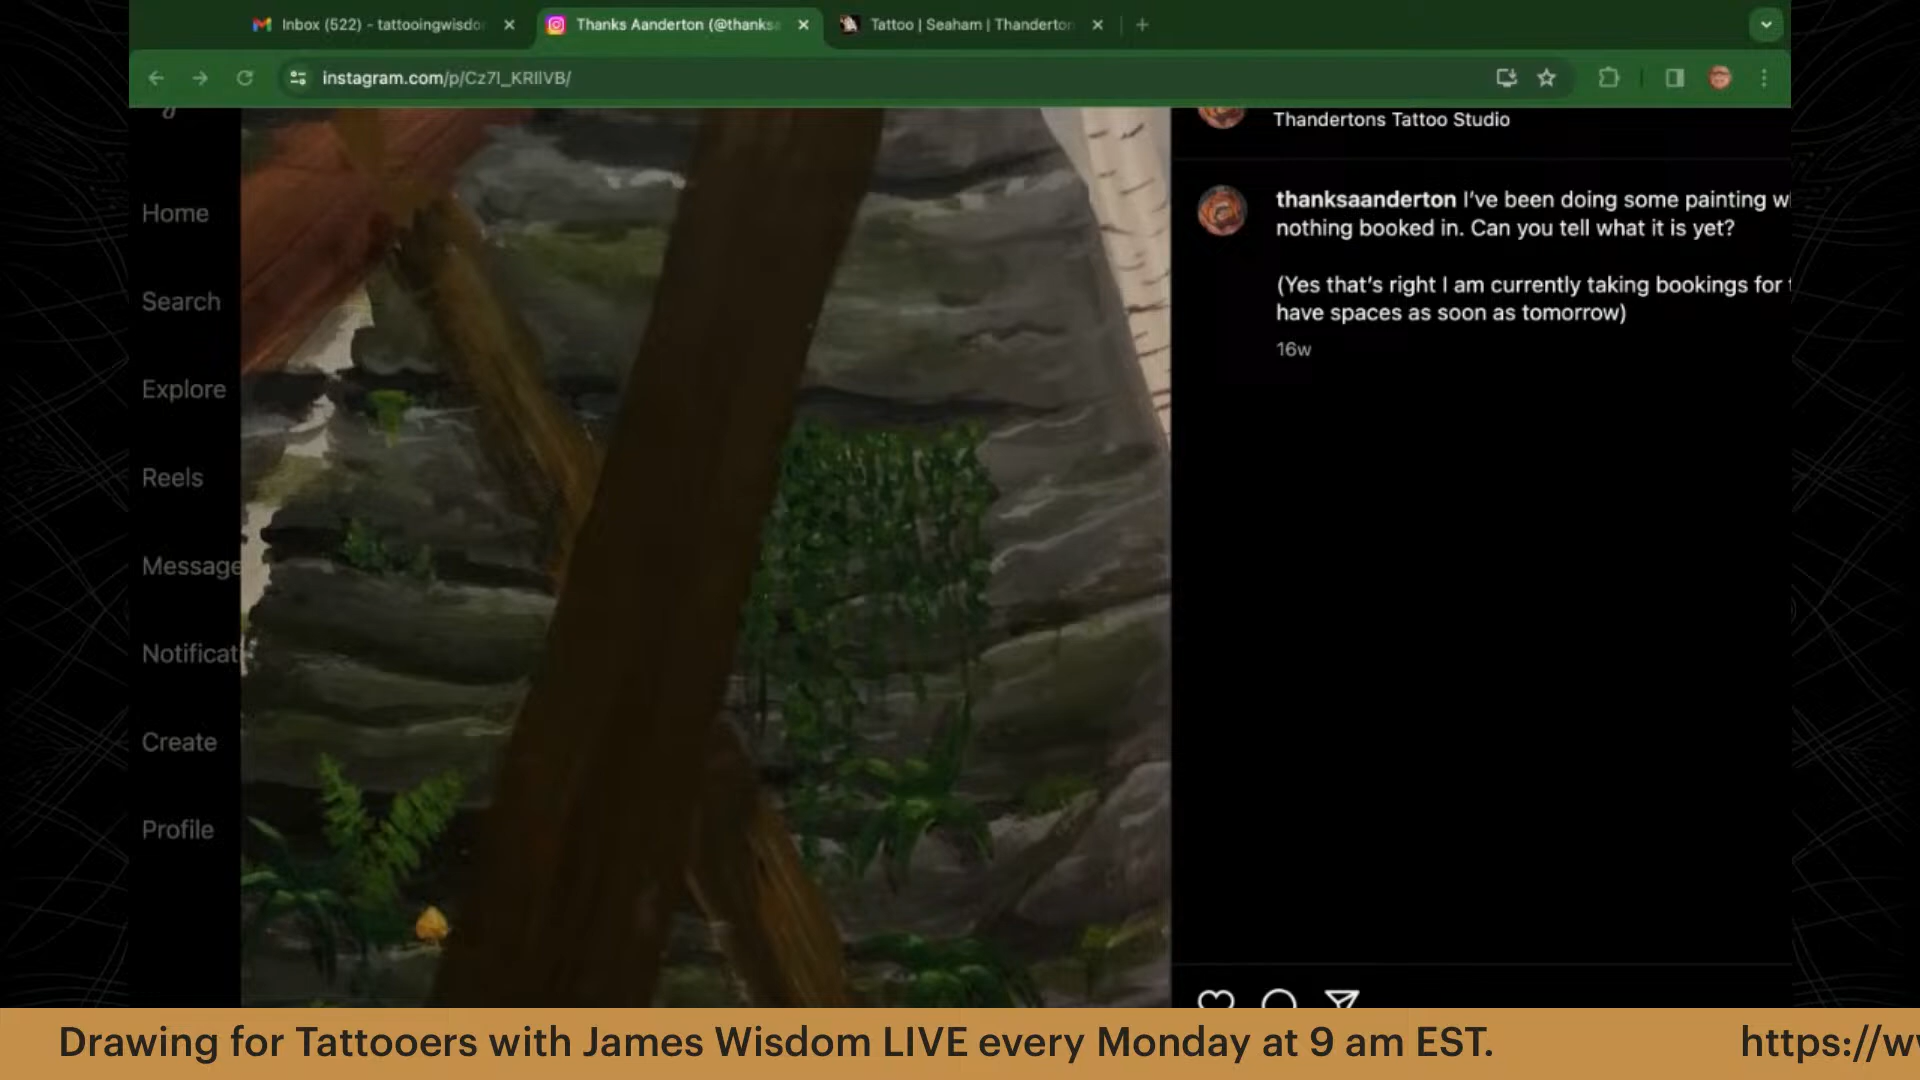 Inbox (522) - tattooingwisdo
Thanks Aanderton (@thanksa
Tattoo | Seaham | Thanderton
instagram.com/p/Cz7I_KRIIVB/
Thandertons Tattoo Studio
Home
Search
Explore
Reels
Message
Notificati
Create
Profile
thanksaanderton I've been doing some painting w
nothing booked in. Can you tell what it is yet?
(Yes that's right I am currently taking bookings for
have spaces as soon as tomorrow)
16w
Drawing for Tattooers with James Wisdom LIVE every Monday at 9 am EST.
https://w